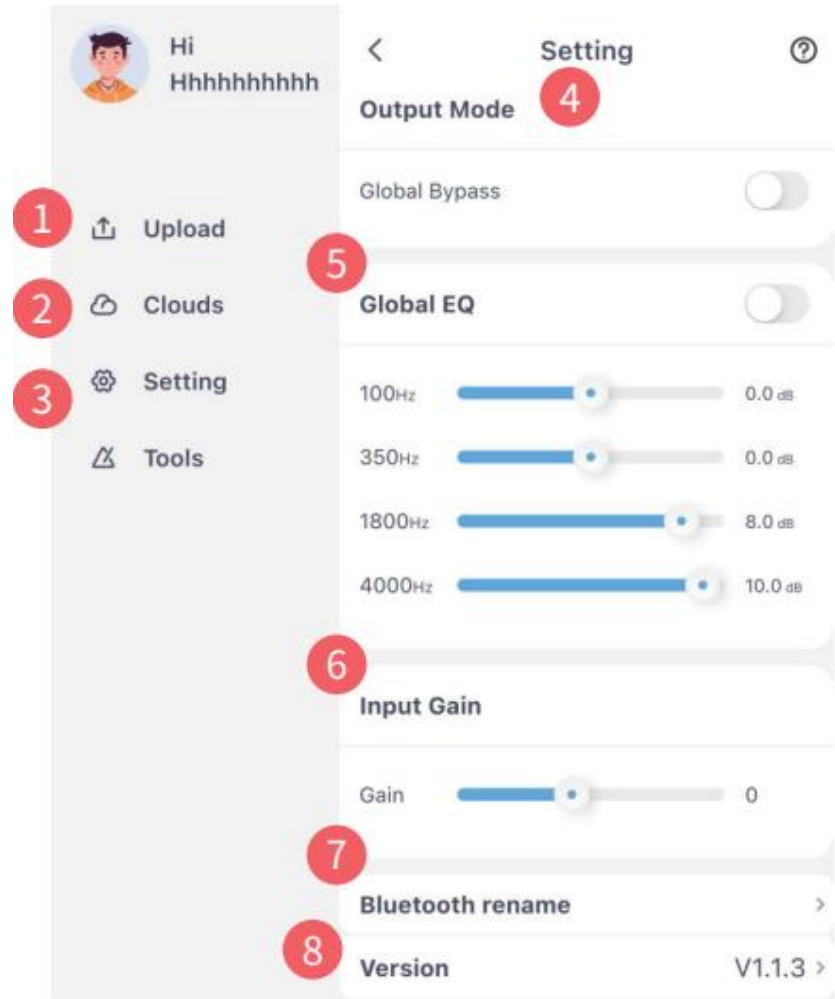 Hi
Hhhhhhhhhh
1
Upload
2
Clouds
3
Setting
Tools
Setting
4
Output Mode
Global Bypass
5
Global EQ
100Hz 0.0 dB
350Hz 0.0 dB
1800Hz 8.0 dB
4000Hz 10.0 dB
6
Input Gain
Gain 0
7
Bluetooth rename
8
Version V1.1.3